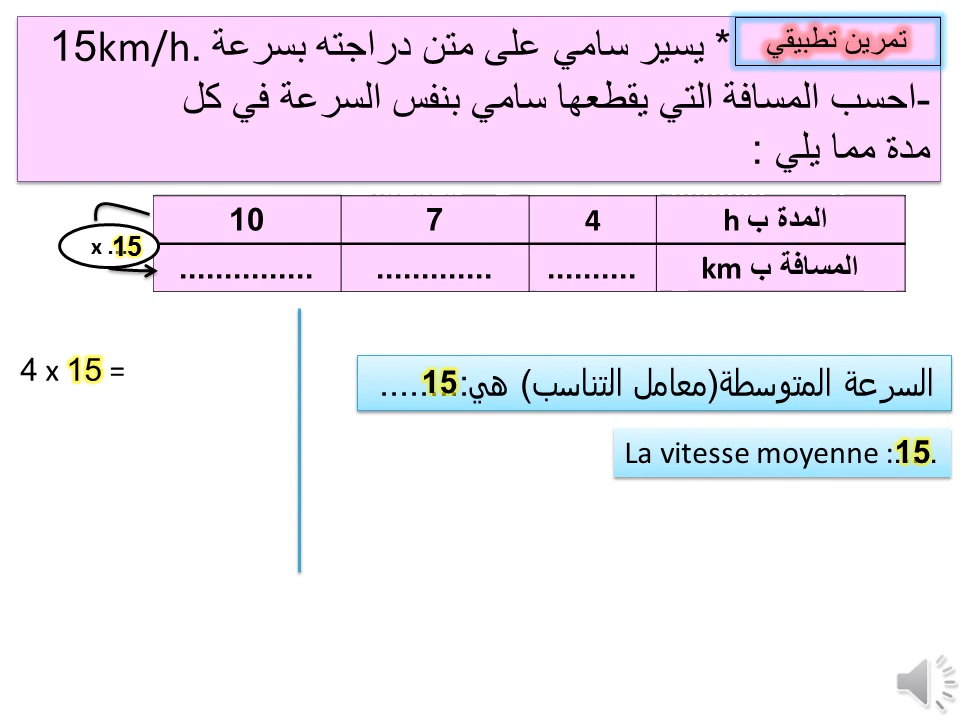 تمرين تطبيقي
* يسير سامي على متن دراجته بسرعة .15km/h
-احسب المسافة التي يقطعها سامي بنفس السرعة في كل
مدة مما يلي :
المدة ب h 4 7 10
المسافة ب km .......... ............. ...............
x ... 15
4 x 15 =
السرعة المتوسطة(معامل التناسب) هي:15.........
La vitesse moyenne :.15.